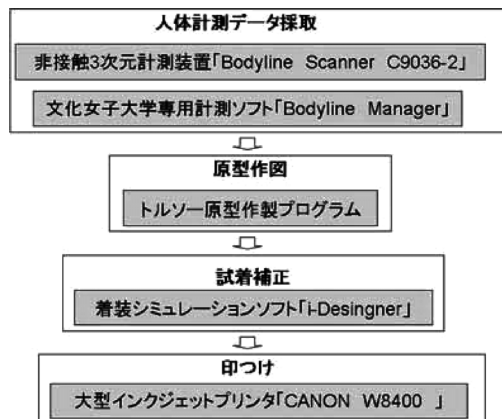 人体計測データ採取
非接触3次元計測装置「Bodyline Scanner C9036-2」
文化女子大学専用計測ソフト「Bodyline Manager」
原型作図
トルソー原型作製プログラム
試着補正
着装シミュレーションソフト「i-Desingner」
印つけ
大型インクジェットプリンタ「CANON W8400 」